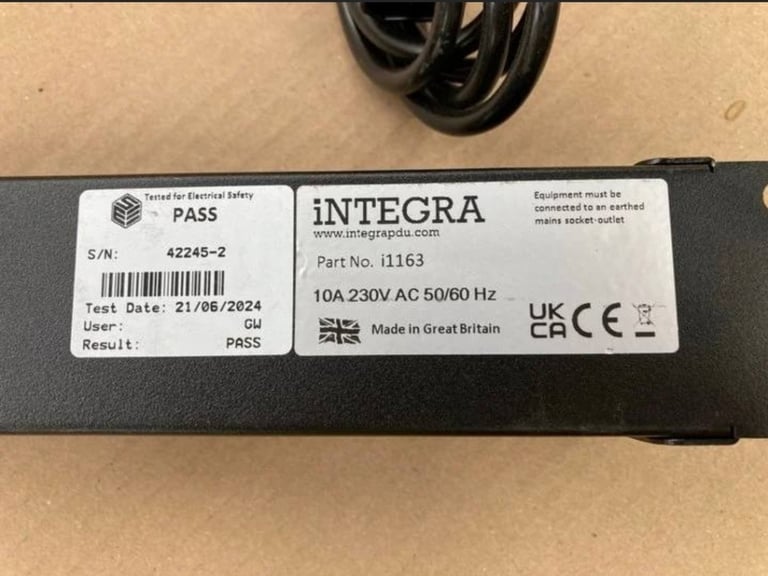 Tested for Electrical Safety
PASS
S/N: 42245-2
Test Date: 21/06/2024
User: GW
Result: PASS
iNTEGRA
www.integrapdu.com
Part No. i1163
10A 230V AC 50/60 Hz
Made in Great Britain
Equipment must be
connected to an earthed
mains socket-outlet
UK
CA CE